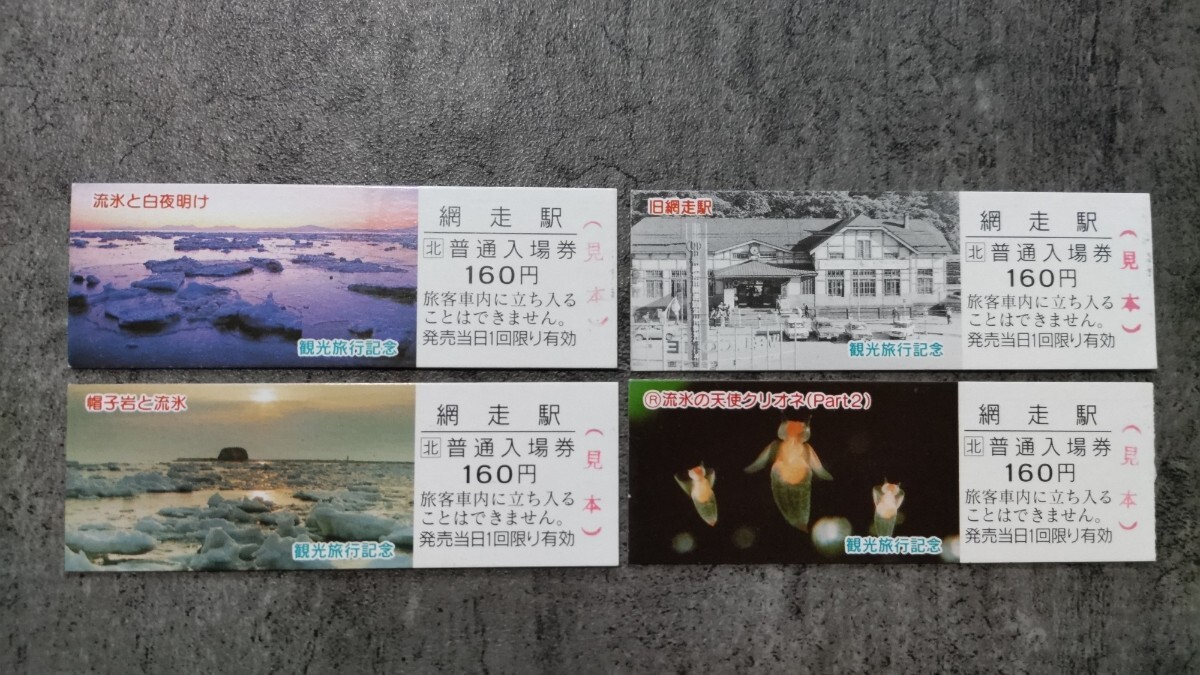 流氷と白夜明け
観光旅行記念
網走駅
北 普通入場券
160円
旅客車内に立ち入る
ことはできません。
発売当日1回限り有効
（見本）
旧網走駅
観光旅行記念
網走駅
北 普通入場券
160円
旅客車内に立ち入る
ことはできません。
発売当日1回限り有効
（見本）
帽子岩と流氷
観光旅行記念
網走駅
北 普通入場券
160円
旅客車内に立ち入る
ことはできません。
発売当日1回限り有効
（見本）
Ⓡ流氷の天使クリオネ(Part2)
観光旅行記念
網走駅
北 普通入場券
160円
旅客車内に立ち入る
ことはできません。
発売当日1回限り有効
（見本）